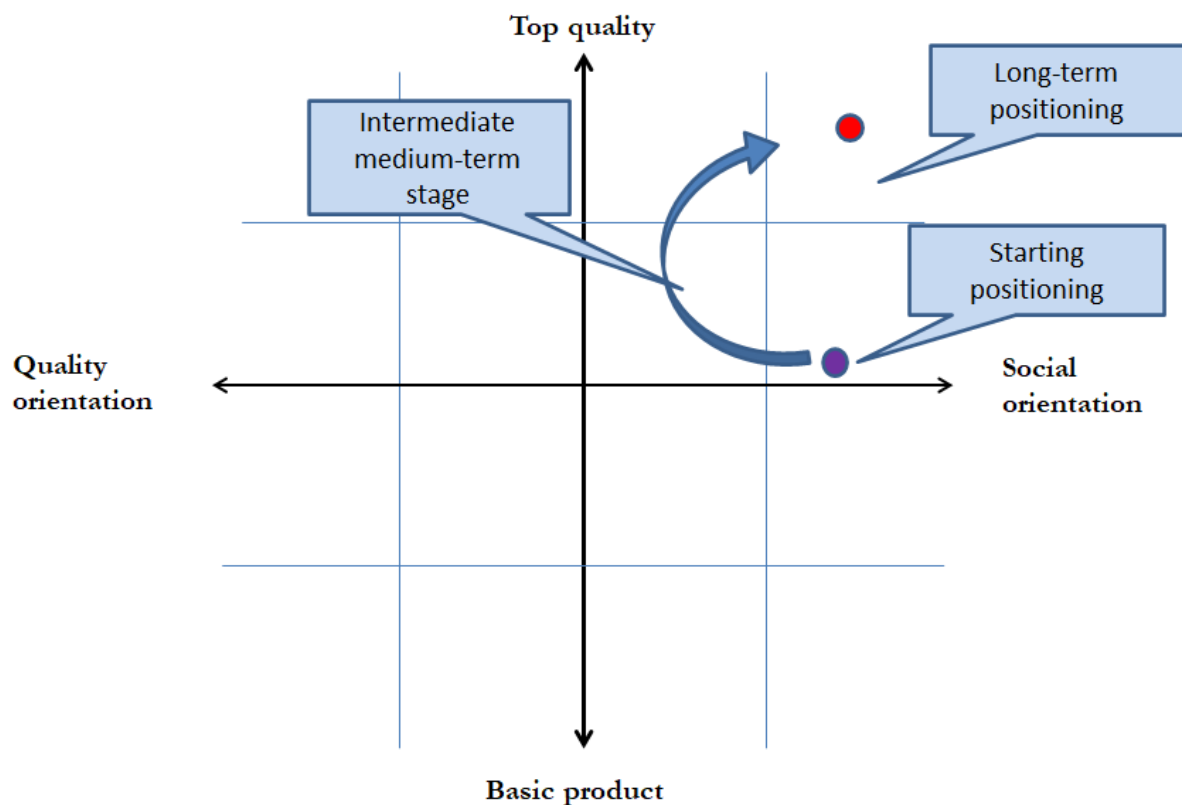 Top quality
Long-term
positioning
Intermediate
medium-term
stage
Starting
positioning
Quality
orientation
Social
orientation
Basic product